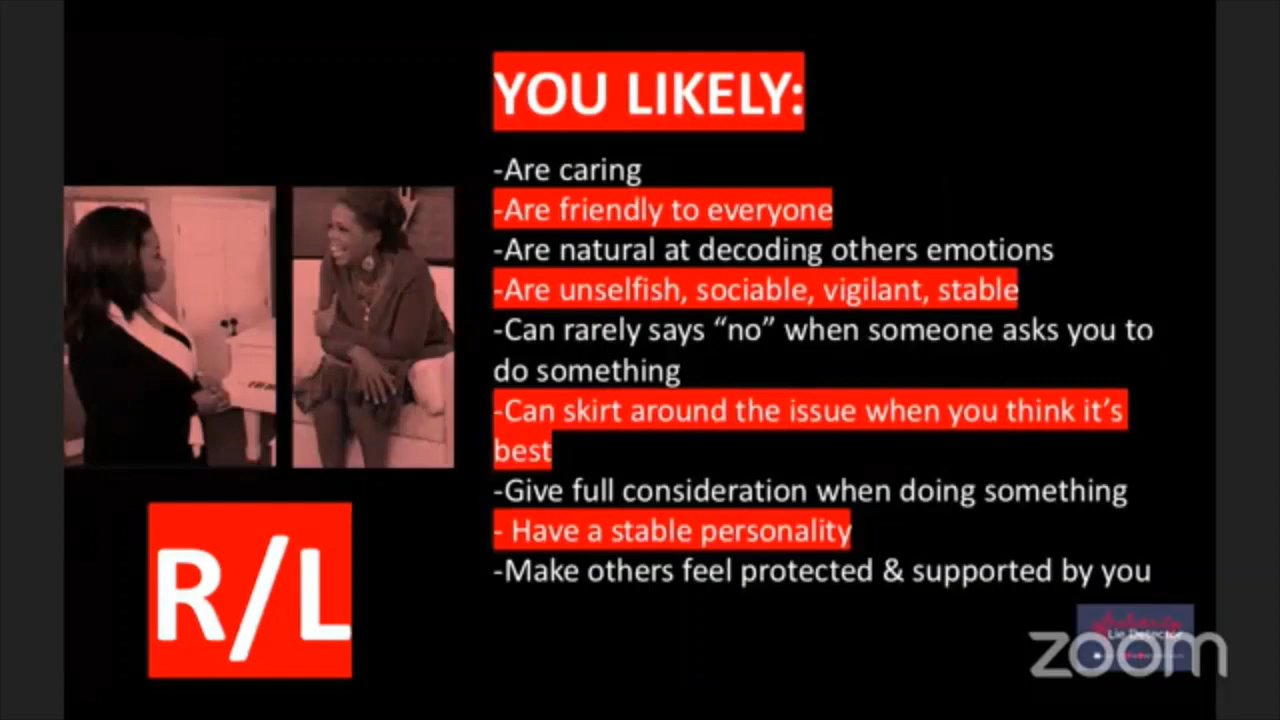 YOU LIKELY:
-Are caring
-Are friendly to everyone
-Are natural at decoding others emotions
-Are unselfish, sociable, vigilant, stable
-Can rarely says “no” when someone asks you to
do something
-Can skirt around the issue when you think it’s
best
-Give full consideration when doing something
- Have a stable personality
-Make others feel protected & supported by you
R/L
Lie Detector
zoom